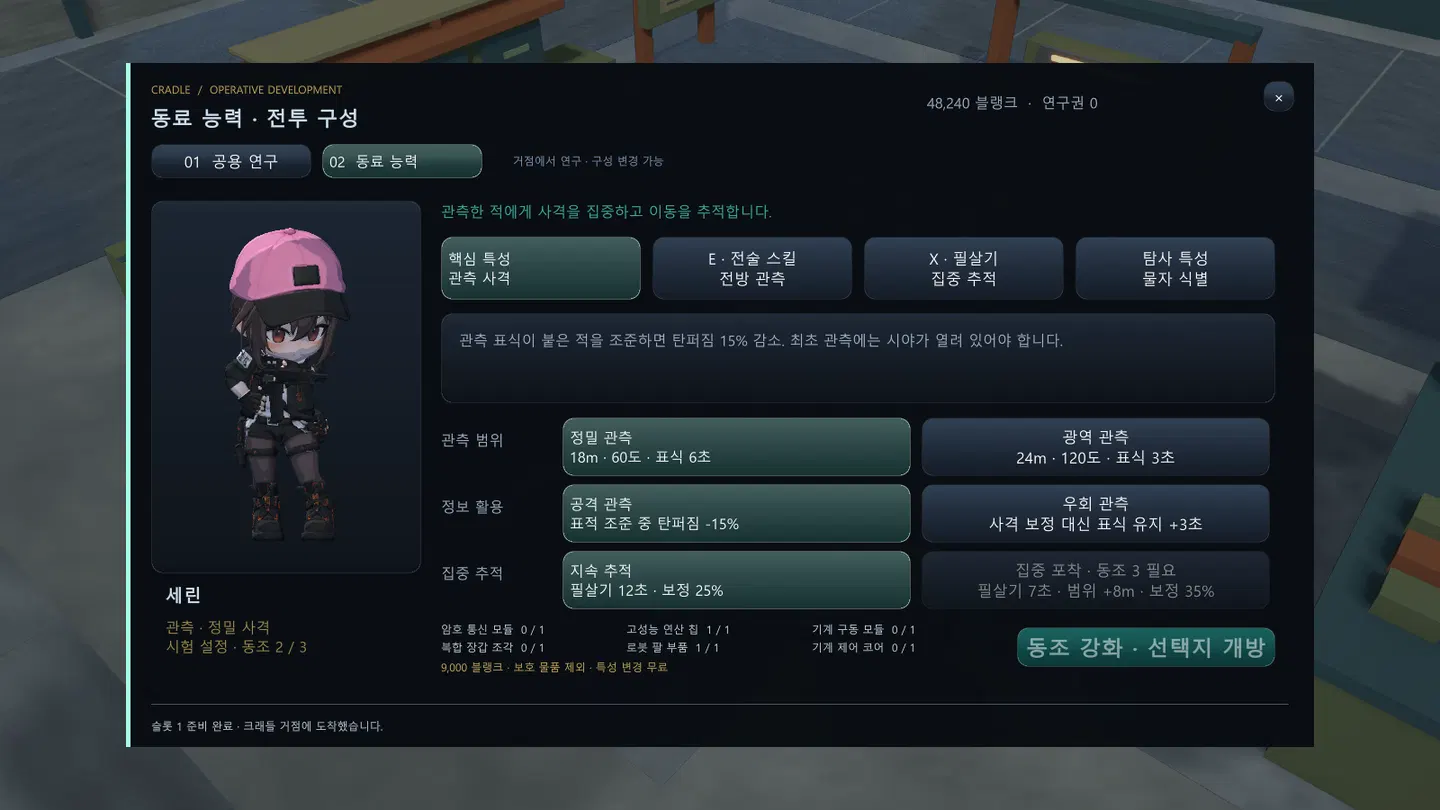 CRADLE / OPERATIVE DEVELOPMENT
동료 능력 · 전투 구성
48,240 블랭크 · 연구권 0
×
01 공용 연구
02 동료 능력
거점에서 연구 · 구성 변경 가능
관측한 적에게 사격을 집중하고 이동을 추적합니다.
핵심 특성
관측 사격
E · 전술 스킬
전방 관측
X · 필살기
집중 추적
탐사 특성
물자 식별
관측 표식이 붙은 적을 조준하면 탄퍼짐 15% 감소. 최초 관측에는 시야가 열려 있어야 합니다.
관측 범위
정밀 관측
18m · 60도 · 표식 6초
광역 관측
24m · 120도 · 표식 3초
정보 활용
공격 관측
표적 조준 중 탄퍼짐 -15%
우회 관측
사격 보정 대신 표식 유지 +3초
집중 추적
지속 추적
필살기 12초 · 보정 25%
집중 포착 · 동조 3 필요
필살기 7초 · 범위 +8m · 보정 35%
세린
관측 · 정밀 사격
시험 설정 · 동조 2 / 3
암호 통신 모듈 0 / 1
고성능 연산 칩 1 / 1
기계 구동 모듈 0 / 1
복합 장갑 조각 0 / 1
로봇 팔 부품 1 / 1
기계 제어 코어 0 / 1
9,000 블랭크 · 보호 물품 제외 · 특성 변경 무료
동조 강화 · 선택지 개방
슬롯 1 준비 완료 · 크래들 거점에 도착했습니다.